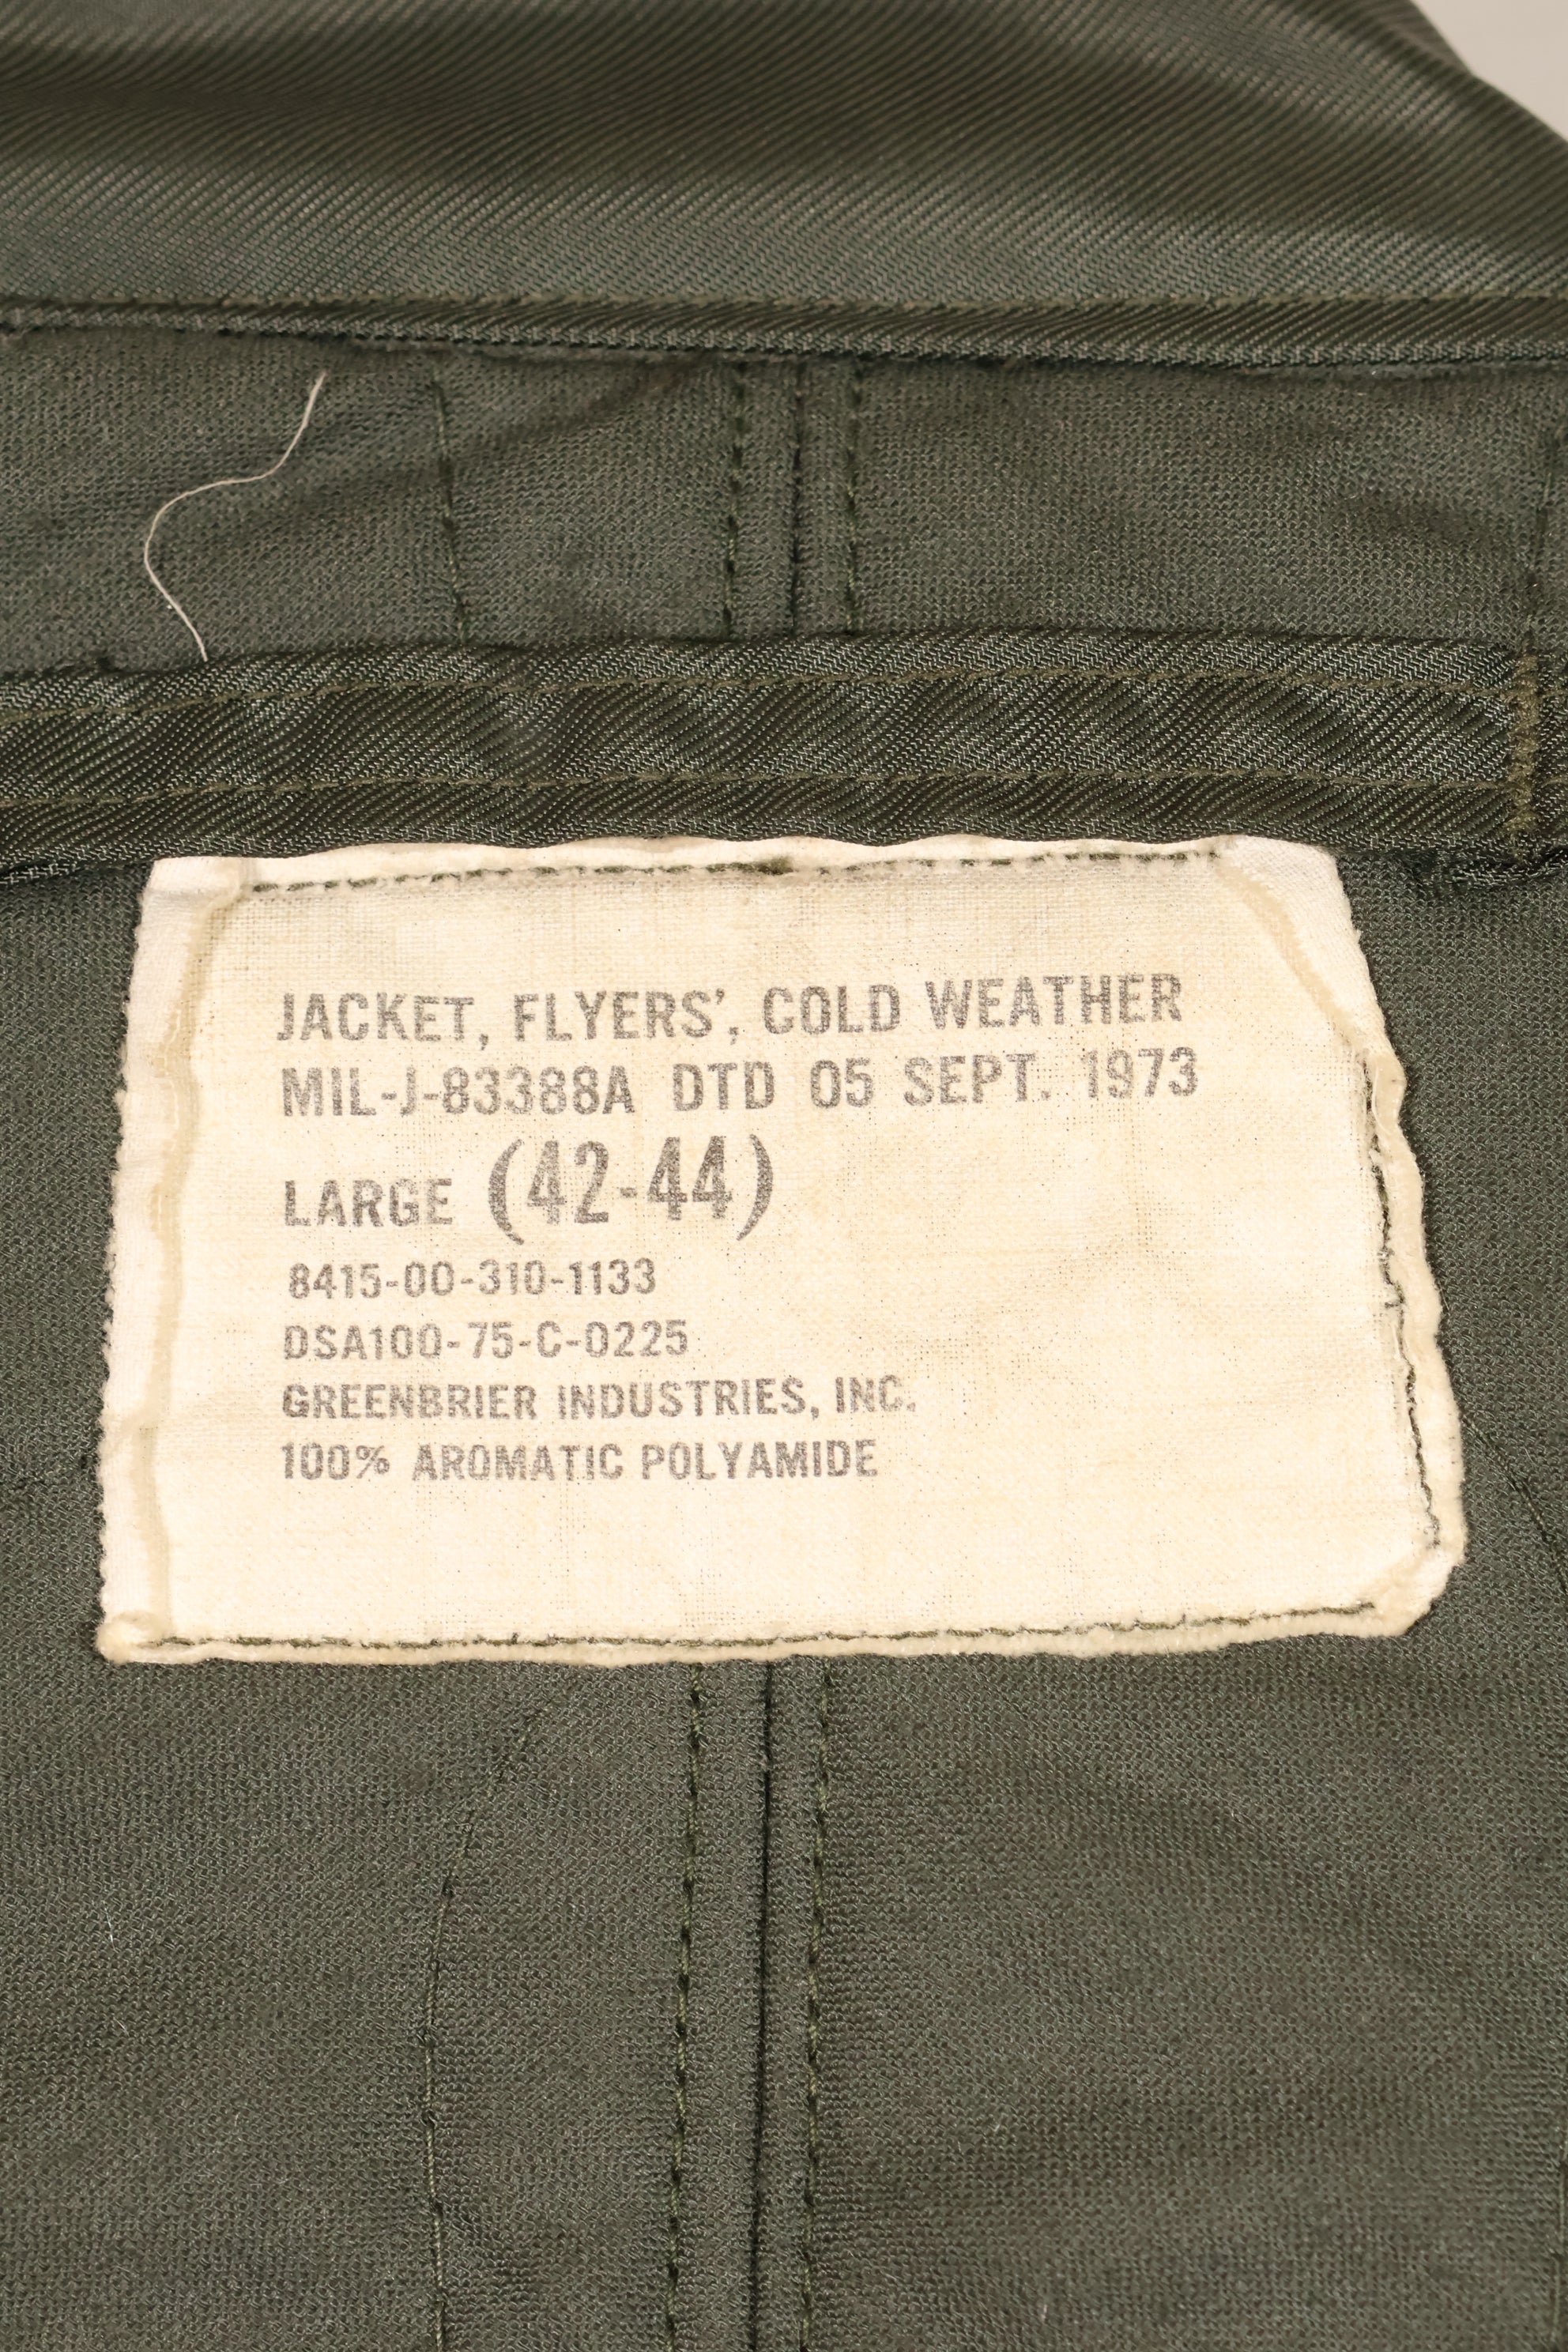 JACKET, FLYERS', COLD WEATHER
MIL-J-83388A DTD 05 SEPT. 1973
LARGE (42-44)
8415-00-310-1133
DSA100-75-C-0225
GREENBRIER INDUSTRIES, INC.
100% AROMATIC POLYAMIDE